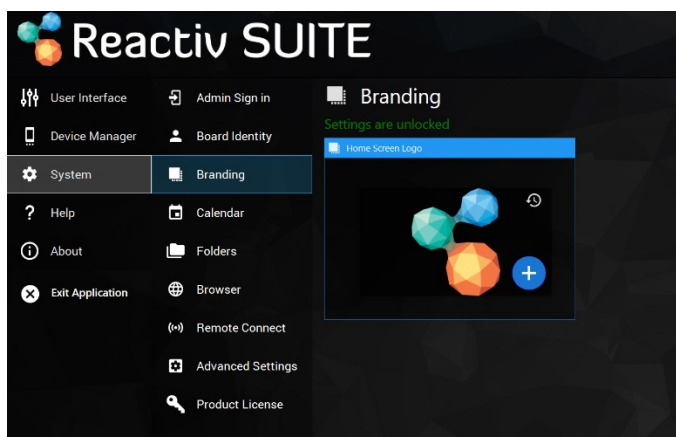 Reactiv SUITE
User Interface
Device Manager
System
Help
About
Exit Application
Admin Sign in
Board Identity
Branding
Calendar
Folders
Browser
Remote Connect
Advanced Settings
Product License
Branding
Settings are unlocked
Home Screen Logo